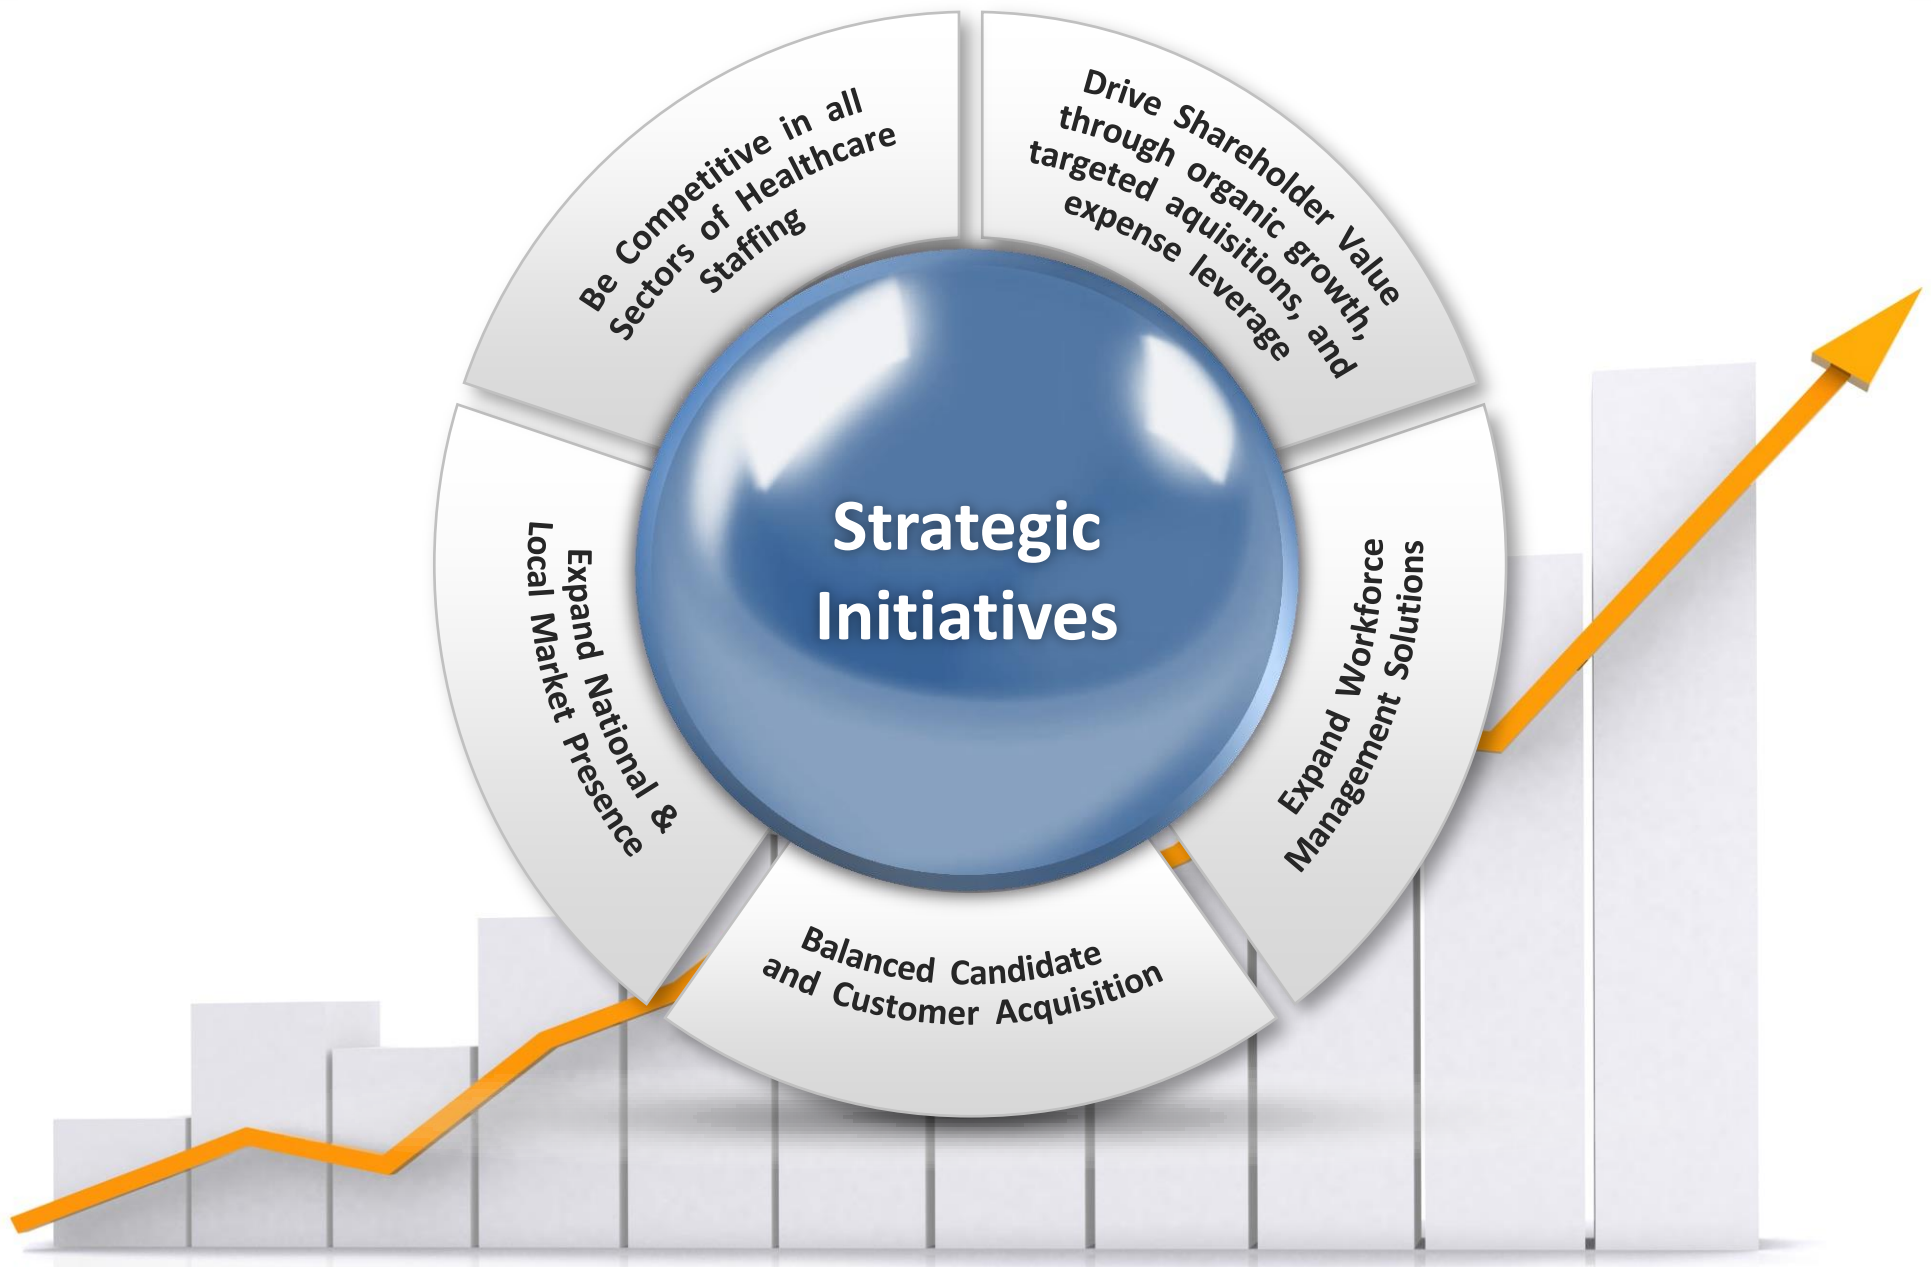 Strategic
Initiatives
Drive Shareholder Value
through organic growth,
targeted aquisitions, and
expense leverage
Expand Workforce
Management Solutions
Balanced Candidate
and Customer Acquisition
Expand National &
Local Market Presence
Be Competitive in all
Sectors of Healthcare
Staffing